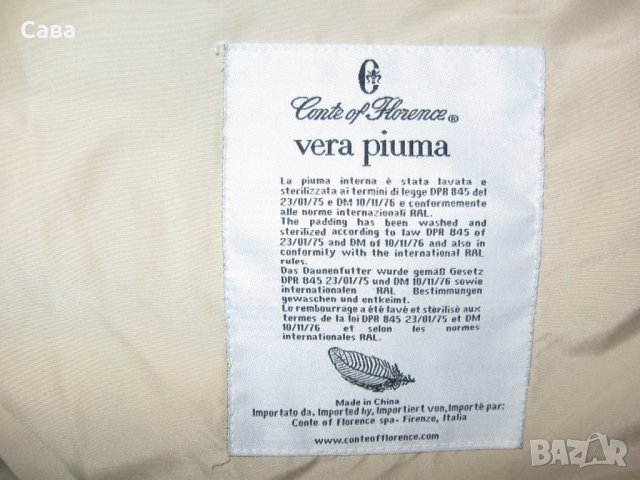 Сава
C
Conte of Florence®
vera piuma
La piuma interna è stata lavata e
sterilizzata ai termini di legge DPR 845 del
23/01/75 e DM 10/11/76 e conformemente
alle norme internazionali RAL.
The padding has been washed and
sterilized according to law DPR 845 of
23/01/75 and DM of 10/11/76 and also in
conformity with the international RAL
rules.
Das Daunenfutter wurde gemäß Gesetz
DPR 845 23/01/75 und DM 10/11/76 sowie
internationalen RAL Bestimmungen
gewaschen und entkeimt.
Le rembourrage a été lavé et stérilisé aux
termes de la loi DPR 845 23/01/75 et DM
10/11/76 et selon les normes
internationales RAL.
Made in China
Importato da, Imported by, Importiert von, Importé par:
Conte of Florence spa- Firenze, Italia
www.conteofflorence.com
BAZAR